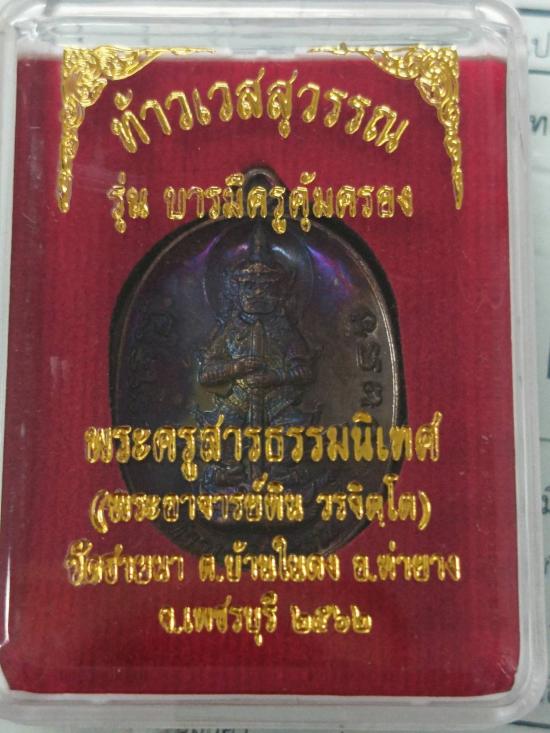 ท้าวเวสสุวรรณ
รุ่น บารมีครูคุ้มครอง
พระครูสารธรรมนิเทศ
(พระอาจารย์ทิน วรจิตฺโต)
วัดชายนา ต.บ้านในดง อ.ท่ายาง
จ.เพชรบุรี ๒๕๖๒